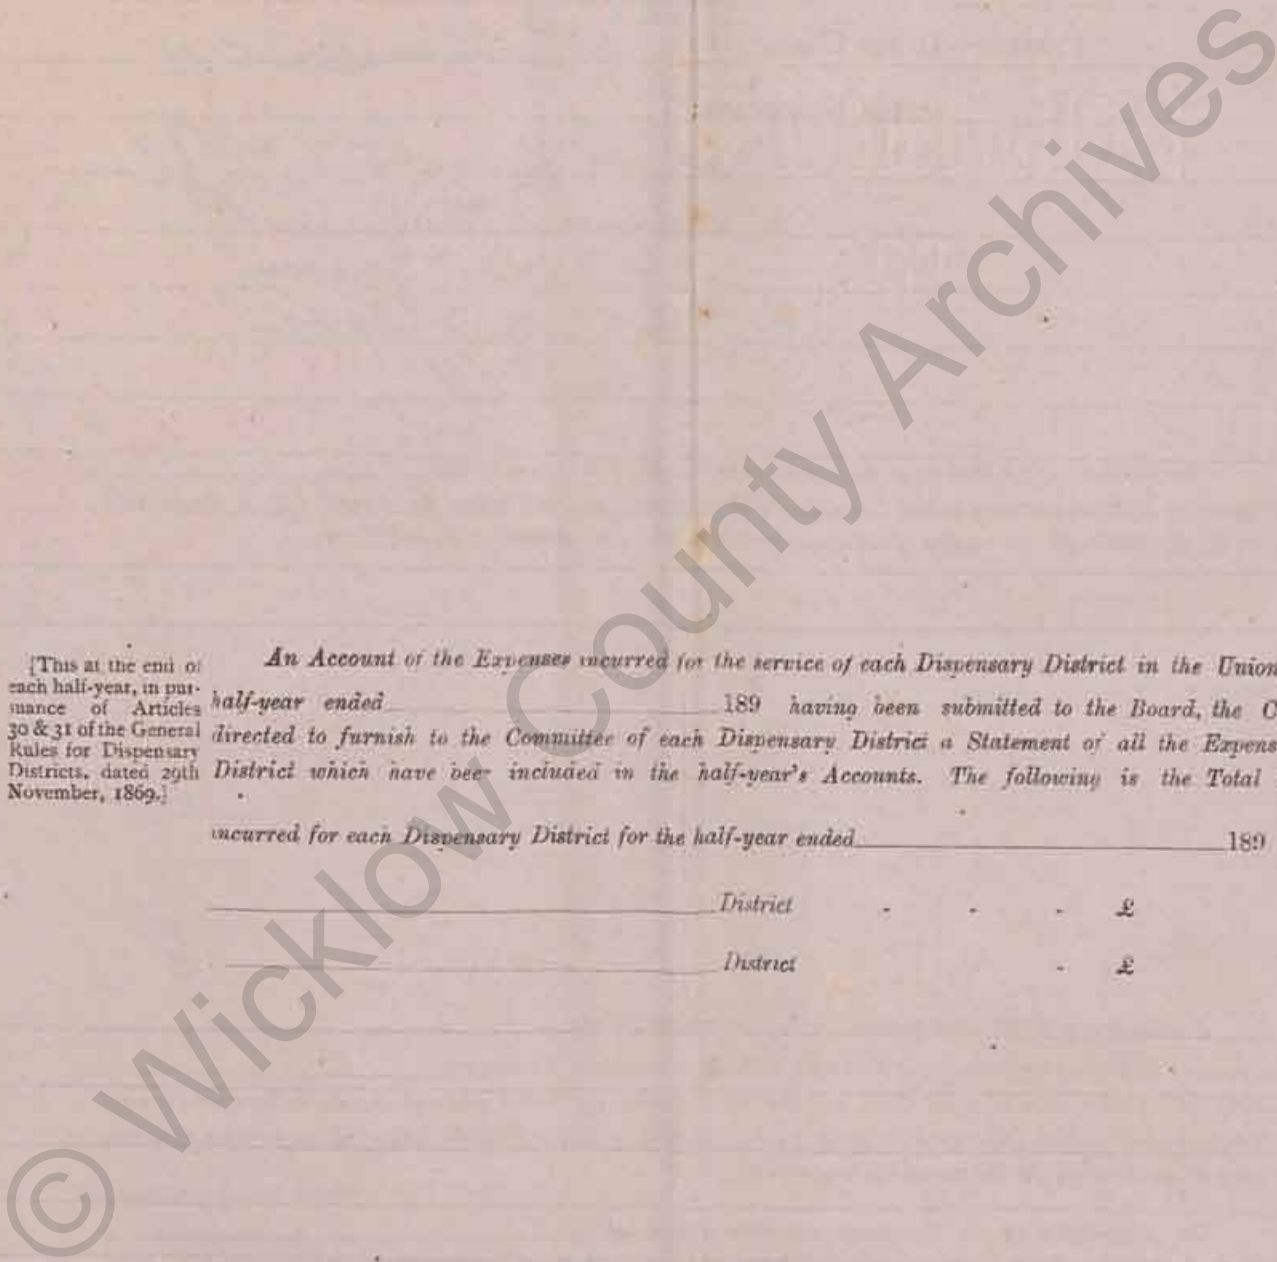 [This at the end of
each half-year, in pur-
suance of Articles
30 & 31 of the General
Rules for Dispensary
Districts, dated 29th
November, 1869.]
An Account of the Expenses incurred for the service of each Dispensary District in the Union
half-year ended 189 having been submitted to the Board, the C
directed to furnish to the Committee of each Dispensary District a Statement of all the Expens
District which have been included in the half-year's Accounts. The following is the Total
incurred for each Dispensary District for the half-year ended 189
District - - - £
District - £
© Wicklow County Archives